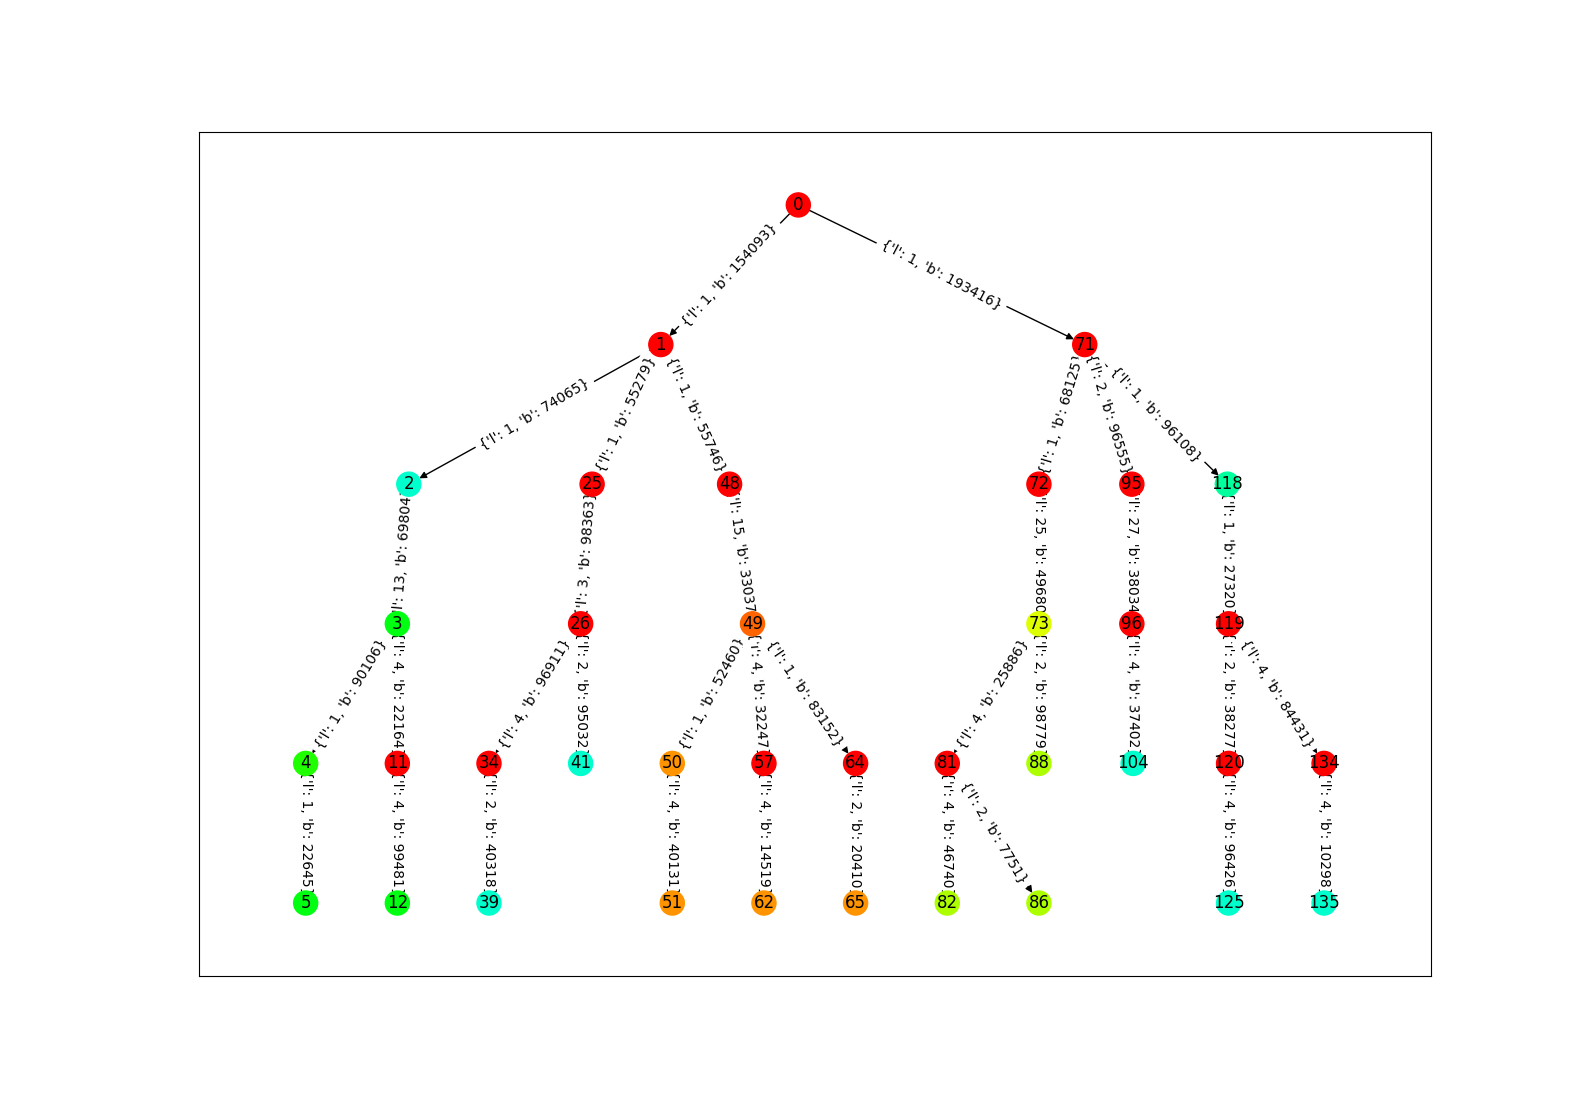 0
{'l': 1, 'b': 154093}
{'l': 1, 'b': 193416}
1
71
{'l': 1, 'b': 74065}
{'l': 1, 'b': 55279}
{'l': 1, 'b': 55746}
{'l': 1, 'b': 68125}
{'l': 2, 'b': 96555}
{'l': 1, 'b': 96108}
2
25
48
72
95
118
'l': 13, 'b': 69804
{'l': 3, 'b': 98363}
'l': 15, 'b': 33037
'l': 25, 'b': 49680
'l': 27, 'b': 38034
{'l': 1, 'b': 27320}
3
26
49
73
96
119
{'l': 1, 'b': 90106}
{'l': 4, 'b': 22164}
{'l': 4, 'b': 96911}
{'l': 2, 'b': 95032}
{'l': 1, 'b': 52460}
{'l': 4, 'b': 32247}
{'l': 1, 'b': 83152}
{'l': 4, 'b': 25886}
{'l': 2, 'b': 98779}
{'l': 4, 'b': 37402}
{'l': 2, 'b': 38277}
{'l': 4, 'b': 84431}
4
11
34
41
50
57
64
81
88
104
120
134
{'l': 1, 'b': 22645}
{'l': 4, 'b': 99481}
{'l': 2, 'b': 40318}
{'l': 4, 'b': 40131}
{'l': 4, 'b': 14519}
{'l': 2, 'b': 20410}
{'l': 4, 'b': 46740}
{'l': 2, 'b': 7751}
{'l': 4, 'b': 96426}
{'l': 4, 'b': 10298}
5
12
39
51
62
65
82
86
125
135